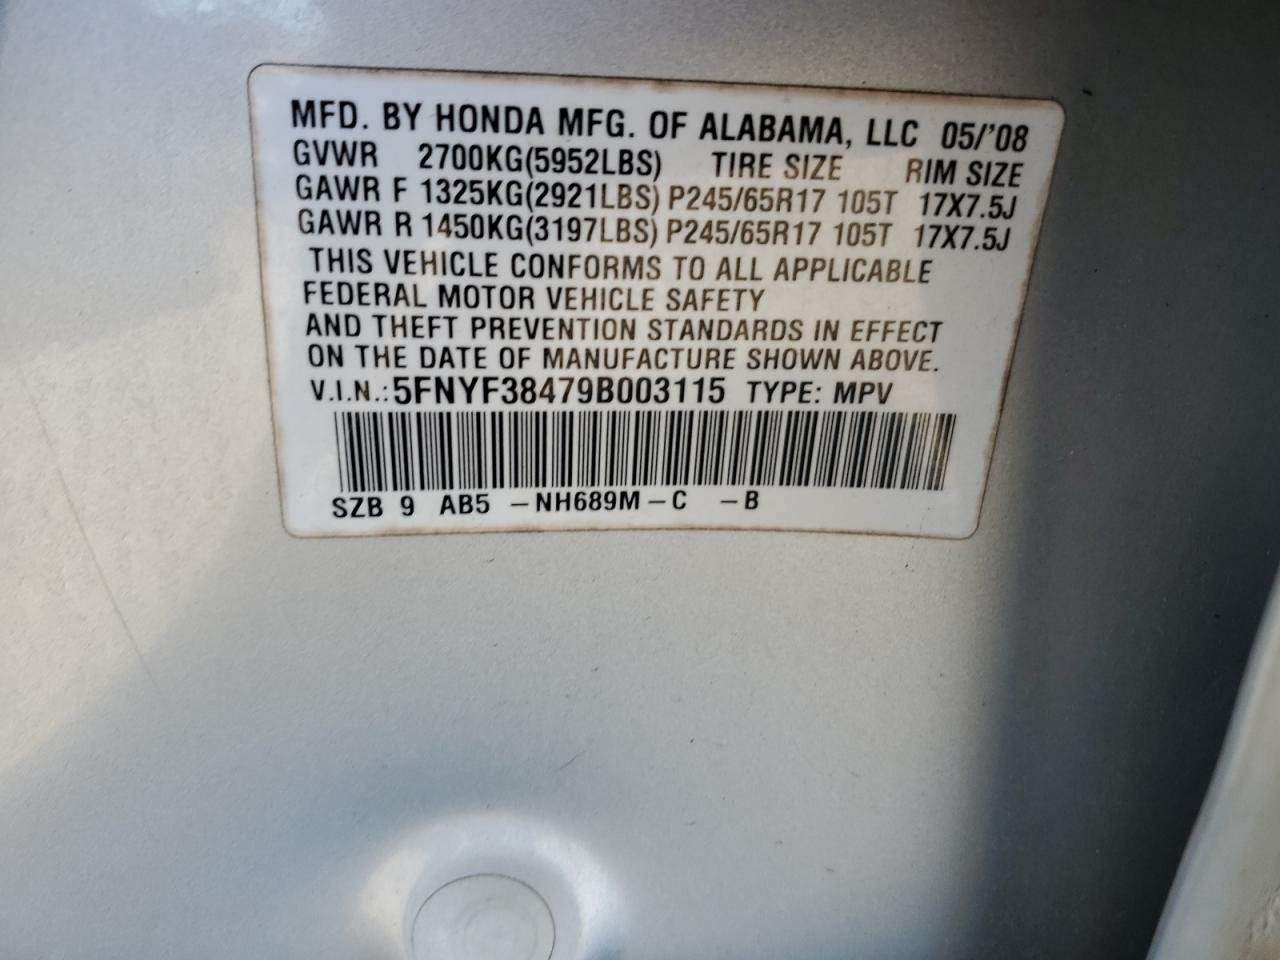 MFD. BY HONDA MFG. OF ALABAMA, LLC 05/'08
GVWR 2700KG(5952LBS) TIRE SIZE RIM SIZE
GAWR F 1325KG(2921LBS) P245/65R17 105T 17X7.5J
GAWR R 1450KG(3197LBS) P245/65R17 105T 17X7.5J
THIS VEHICLE CONFORMS TO ALL APPLICABLE
FEDERAL MOTOR VEHICLE SAFETY
AND THEFT PREVENTION STANDARDS IN EFFECT
ON THE DATE OF MANUFACTURE SHOWN ABOVE.
V.I.N.: 5FNYF38479B003115 TYPE: MPV
SZB 9 AB5 -NH689M-C -B